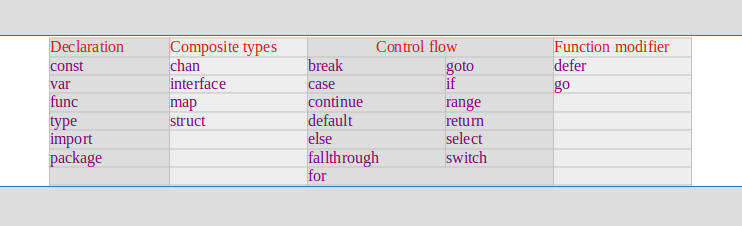 Declaration Composite types Control flow Function modifier
const chan break goto defer
var interface case if go
func map continue range
type struct default return
import else select
package fallthrough switch
for